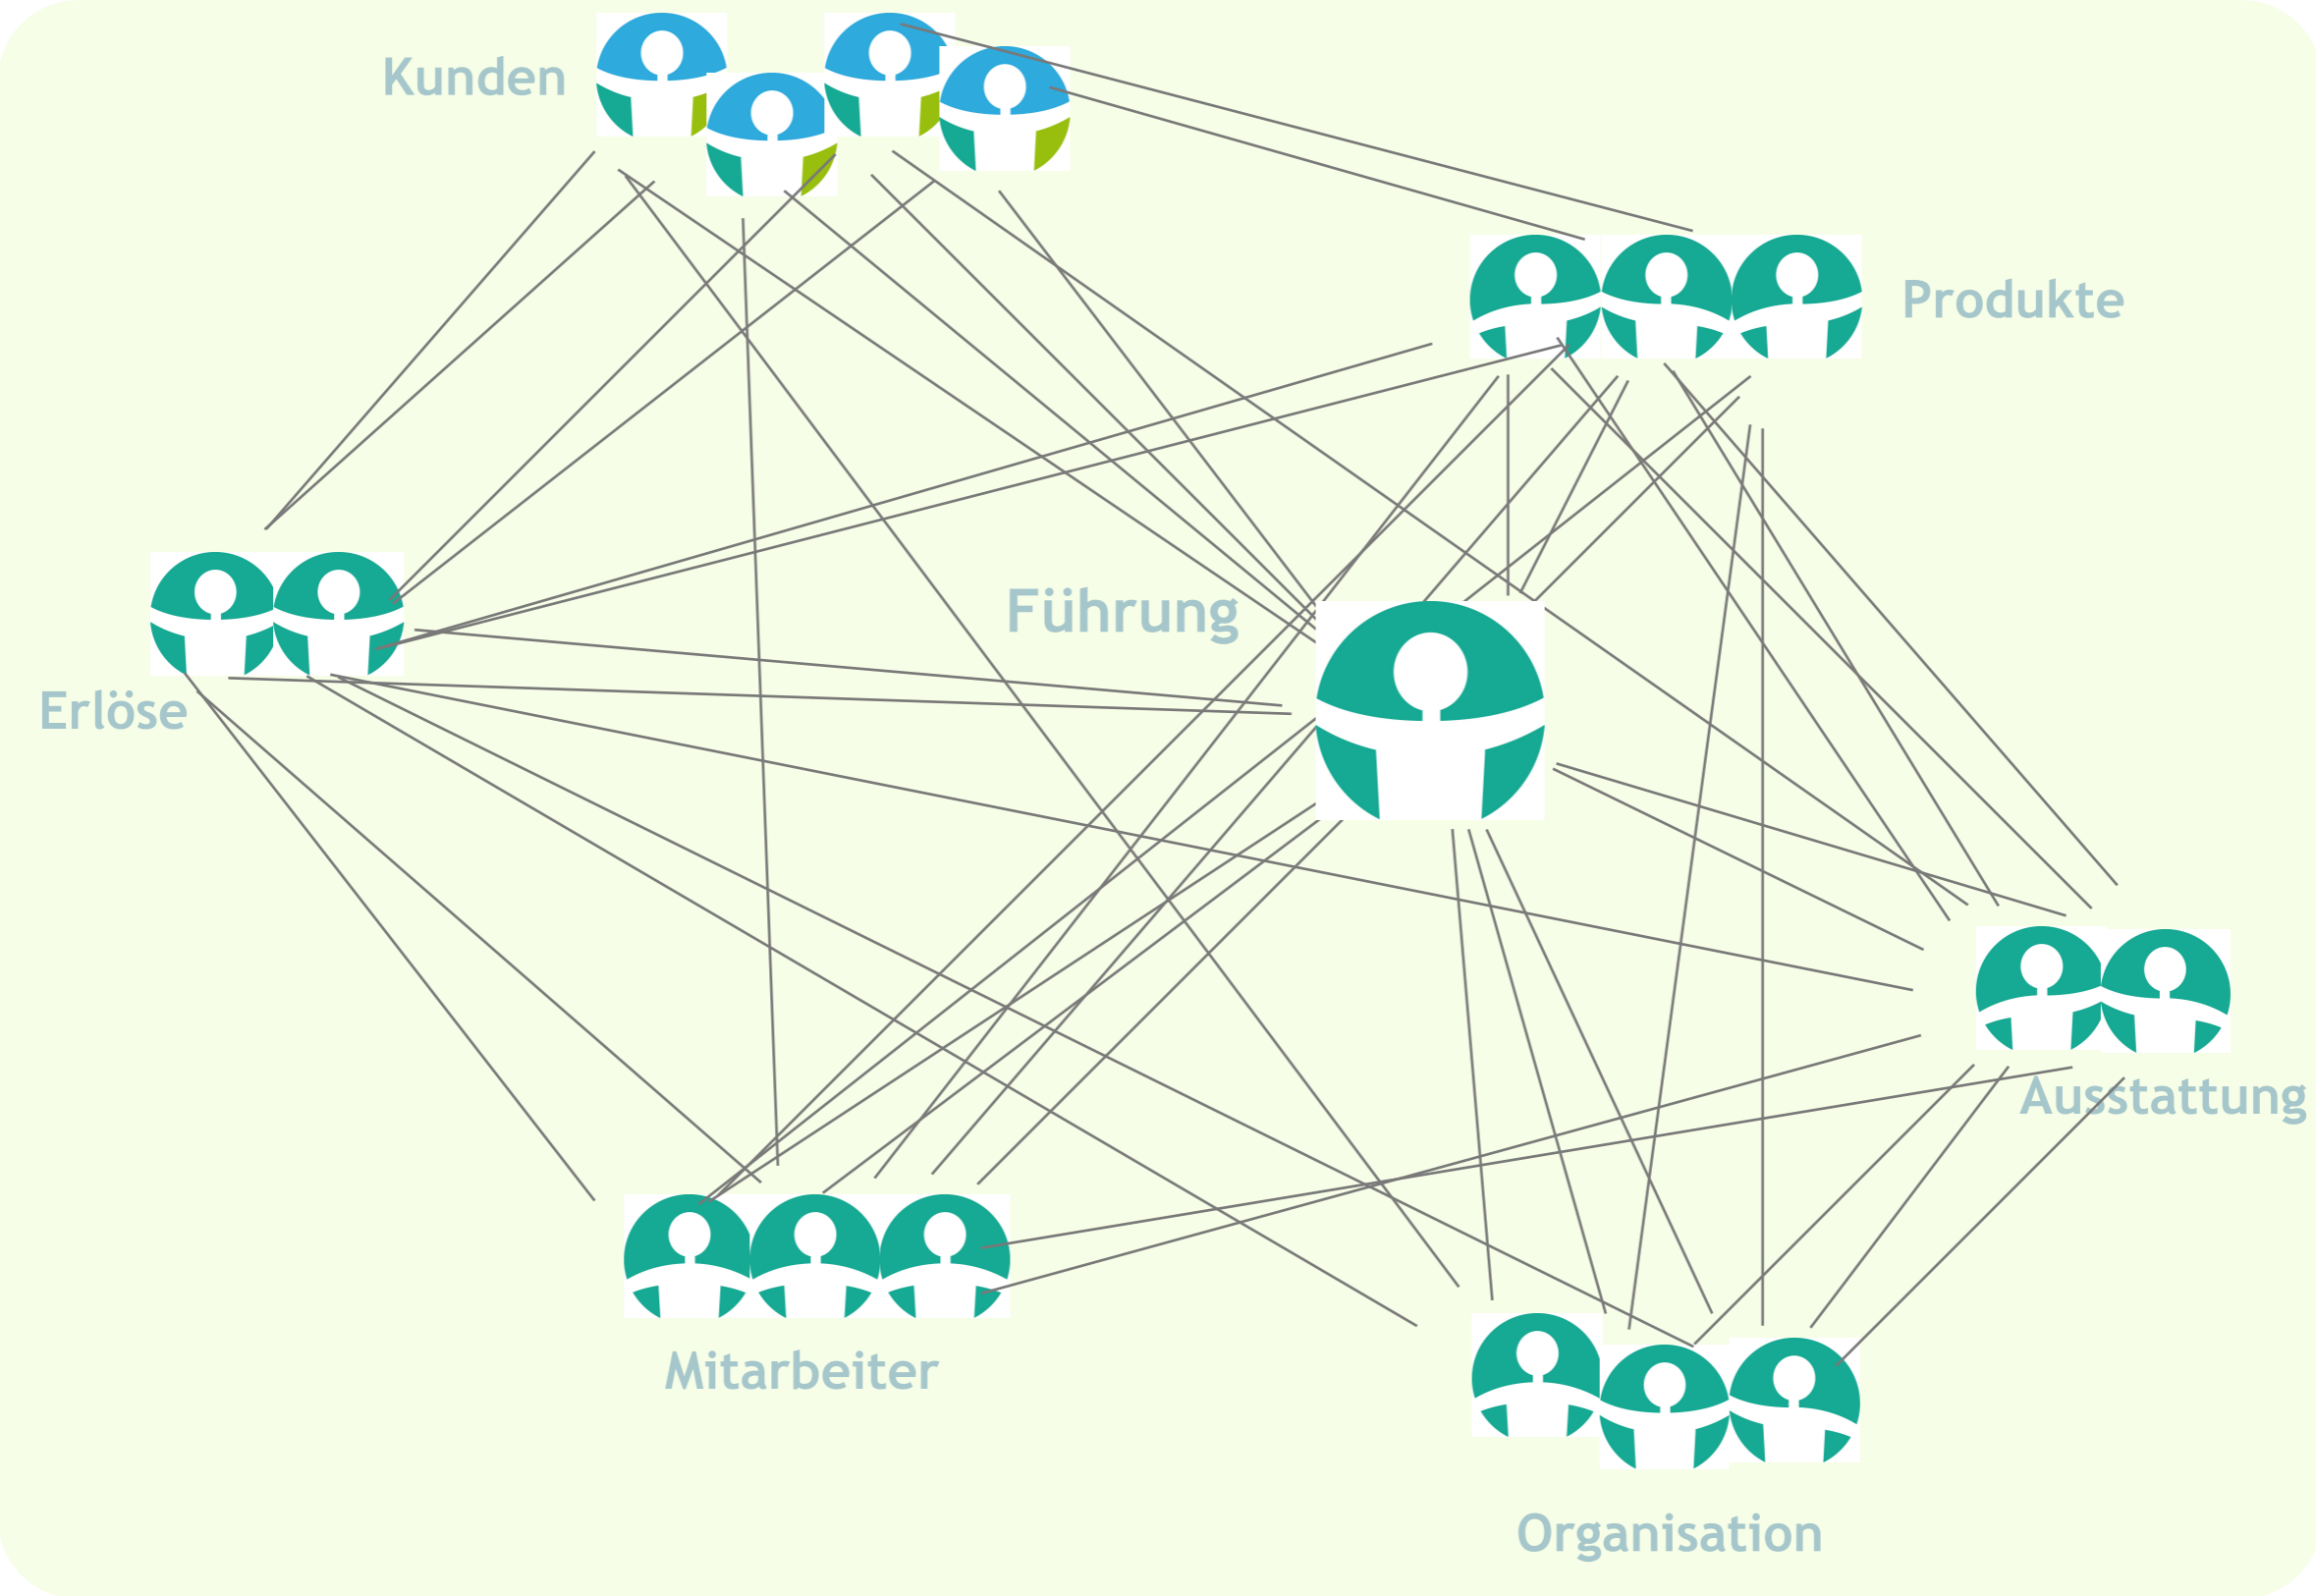 Kunden
Produkte
Führung
Erlöse
Ausstattung
Mitarbeiter
Organisation